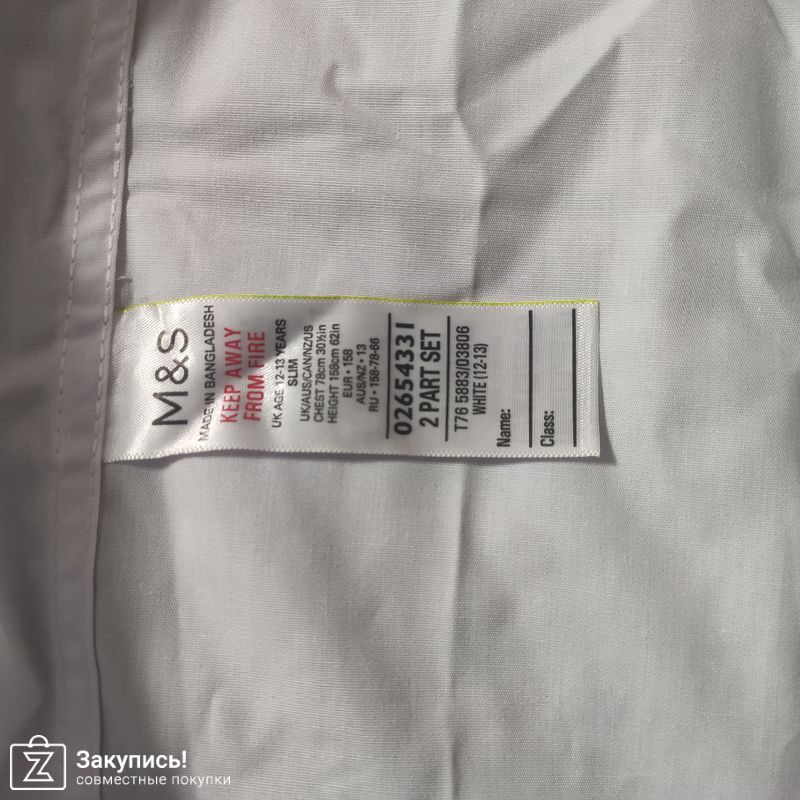 M&S
MADE IN BANGLADESH
KEEP AWAY
FROM FIRE
UK AGE 12-13 YEARS
SLIM
UK/AUS/CAN/NZ/US
CHEST 78cm 30½in
HEIGHT 158cm 62in
EUR • 158
AUS/NZ • 13
RU • 158-78-66
02654331
2 PART SET
T76 5883/03806
WHITE (12-13)
Name:
Class:
Закупись!
совместные покупки